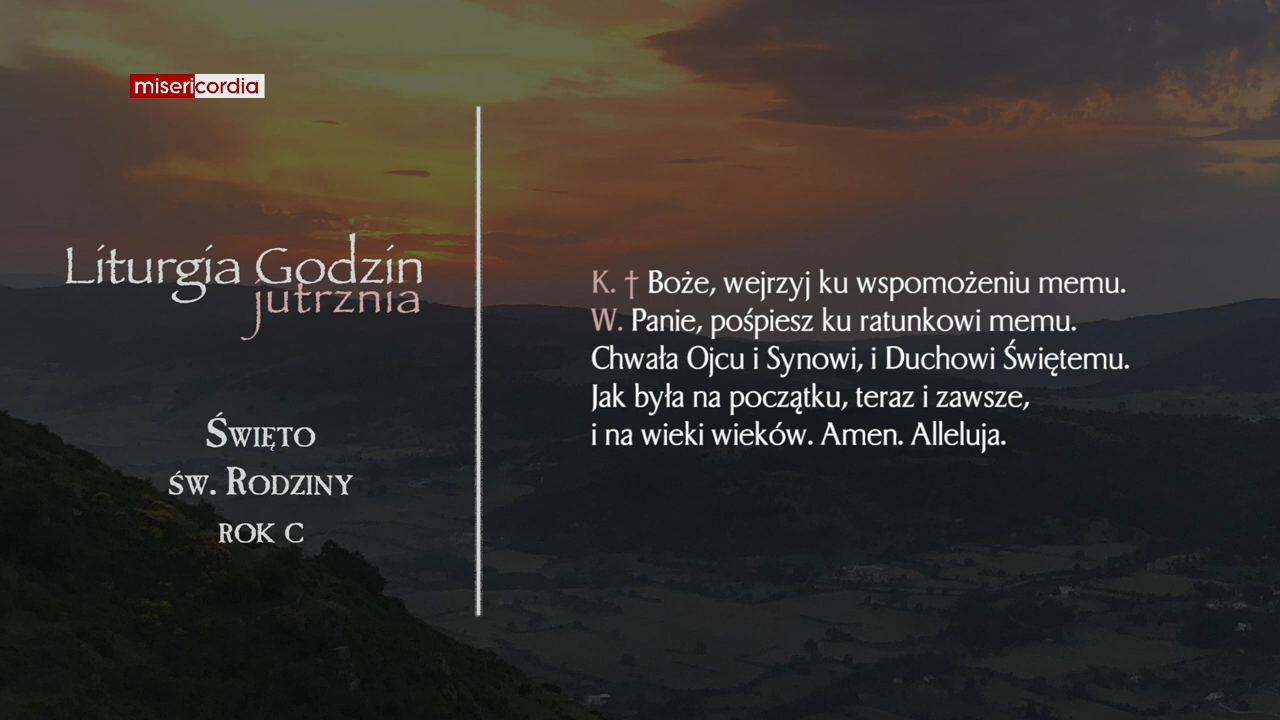 misericordia
Liturgia Godzin
jutrznia
Święto
św. Rodziny
rok C
K. † Boże, wejrzyj ku wspomożeniu memu.
W. Panie, pośpiesz ku ratunkowi memu.
Chwała Ojcu i Synowi, i Duchowi Świętemu.
Jak była na początku, teraz i zawsze,
i na wieki wieków. Amen. Alleluja.